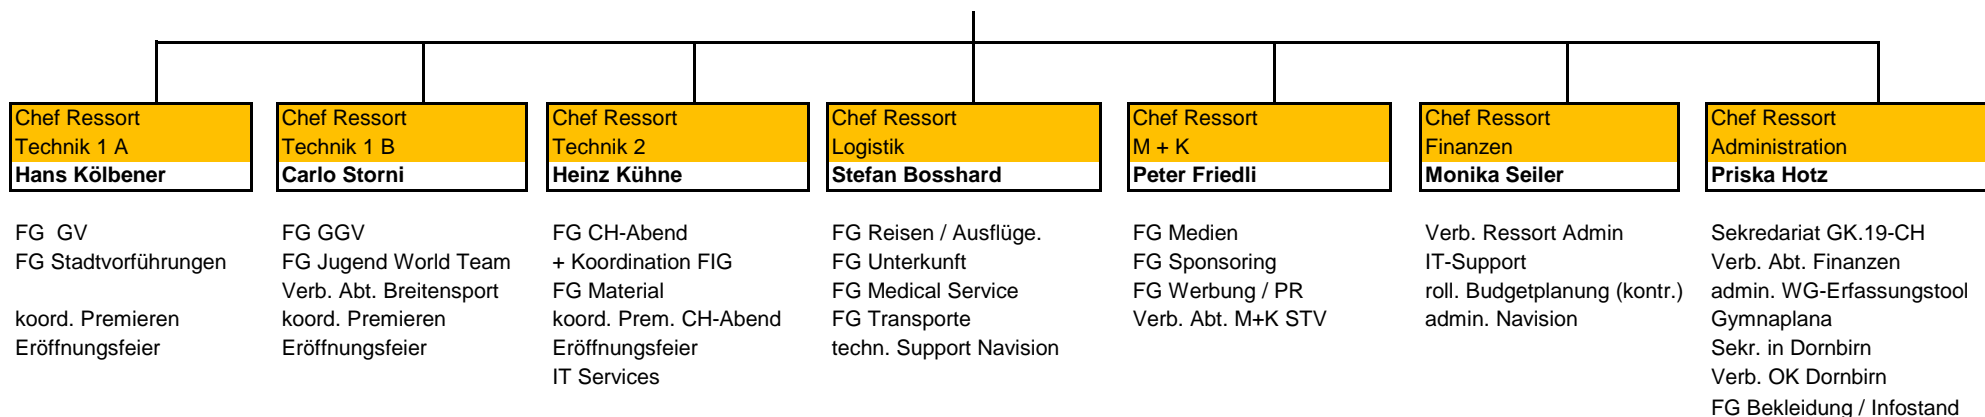 Chef Ressort
Technik 1 A
Hans Kölbener
FG  GV
FG Stadtvorführungen
koord. Premieren
Eröffnungsfeier
Chef Ressort
Technik 1 B
Carlo Storni
FG GGV
FG Jugend World Team
Verb. Abt. Breitensport
koord. Premieren
Eröffnungsfeier
Chef Ressort
Technik 2
Heinz Kühne
FG CH-Abend
+ Koordination FIG
FG Material
koord. Prem. CH-Abend
Eröffnungsfeier
IT Services
Chef Ressort
Logistik
Stefan Bosshard
FG Reisen / Ausflüge.
FG Unterkunft
FG Medical Service
FG Transporte
techn. Support Navision
Chef Ressort
M + K
Peter Friedli
FG Medien
FG Sponsoring
FG Werbung / PR
Verb. Abt. M+K STV
Chef Ressort
Finanzen
Monika Seiler
Verb. Ressort Admin
IT-Support
roll. Budgetplanung (kontr.)
admin. Navision
Chef Ressort
Administration
Priska Hotz
Sekredariat GK.19-CH
Verb. Abt. Finanzen
admin. WG-Erfassungstool
Gymnaplana
Sekr. in Dornbirn
Verb. OK Dornbirn
FG Bekleidung / Infostand